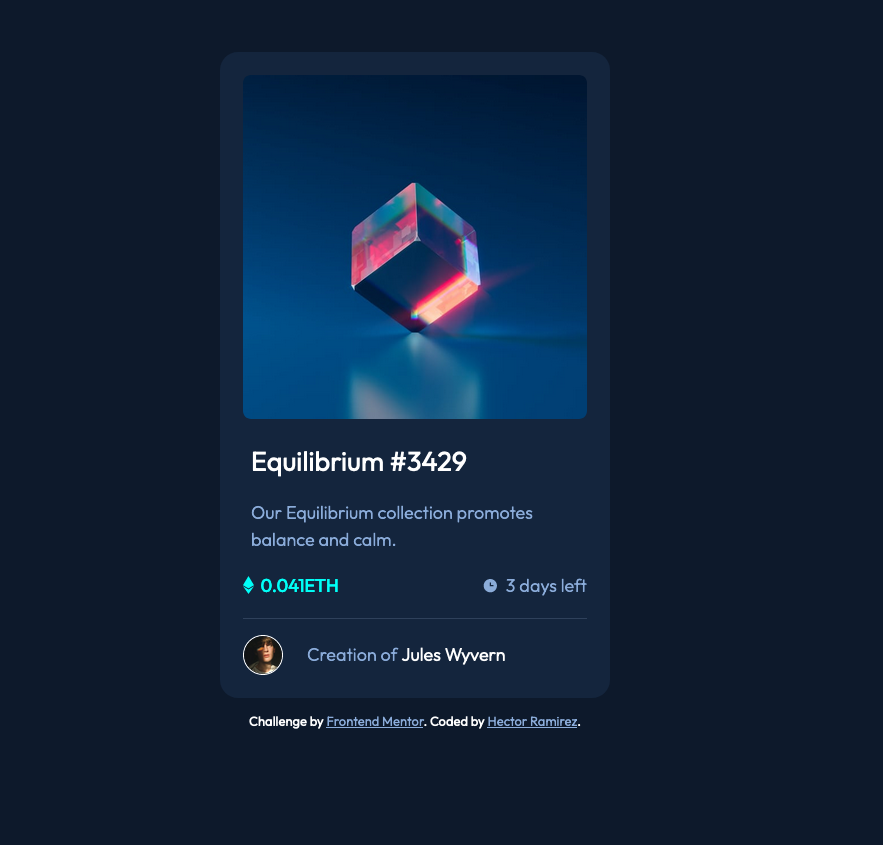 Equilibrium #3429
Our Equilibrium collection promotes
balance and calm.
0.041ETH 3 days left
Creation of Jules Wyvern
Challenge by Frontend Mentor. Coded by Hector Ramirez.